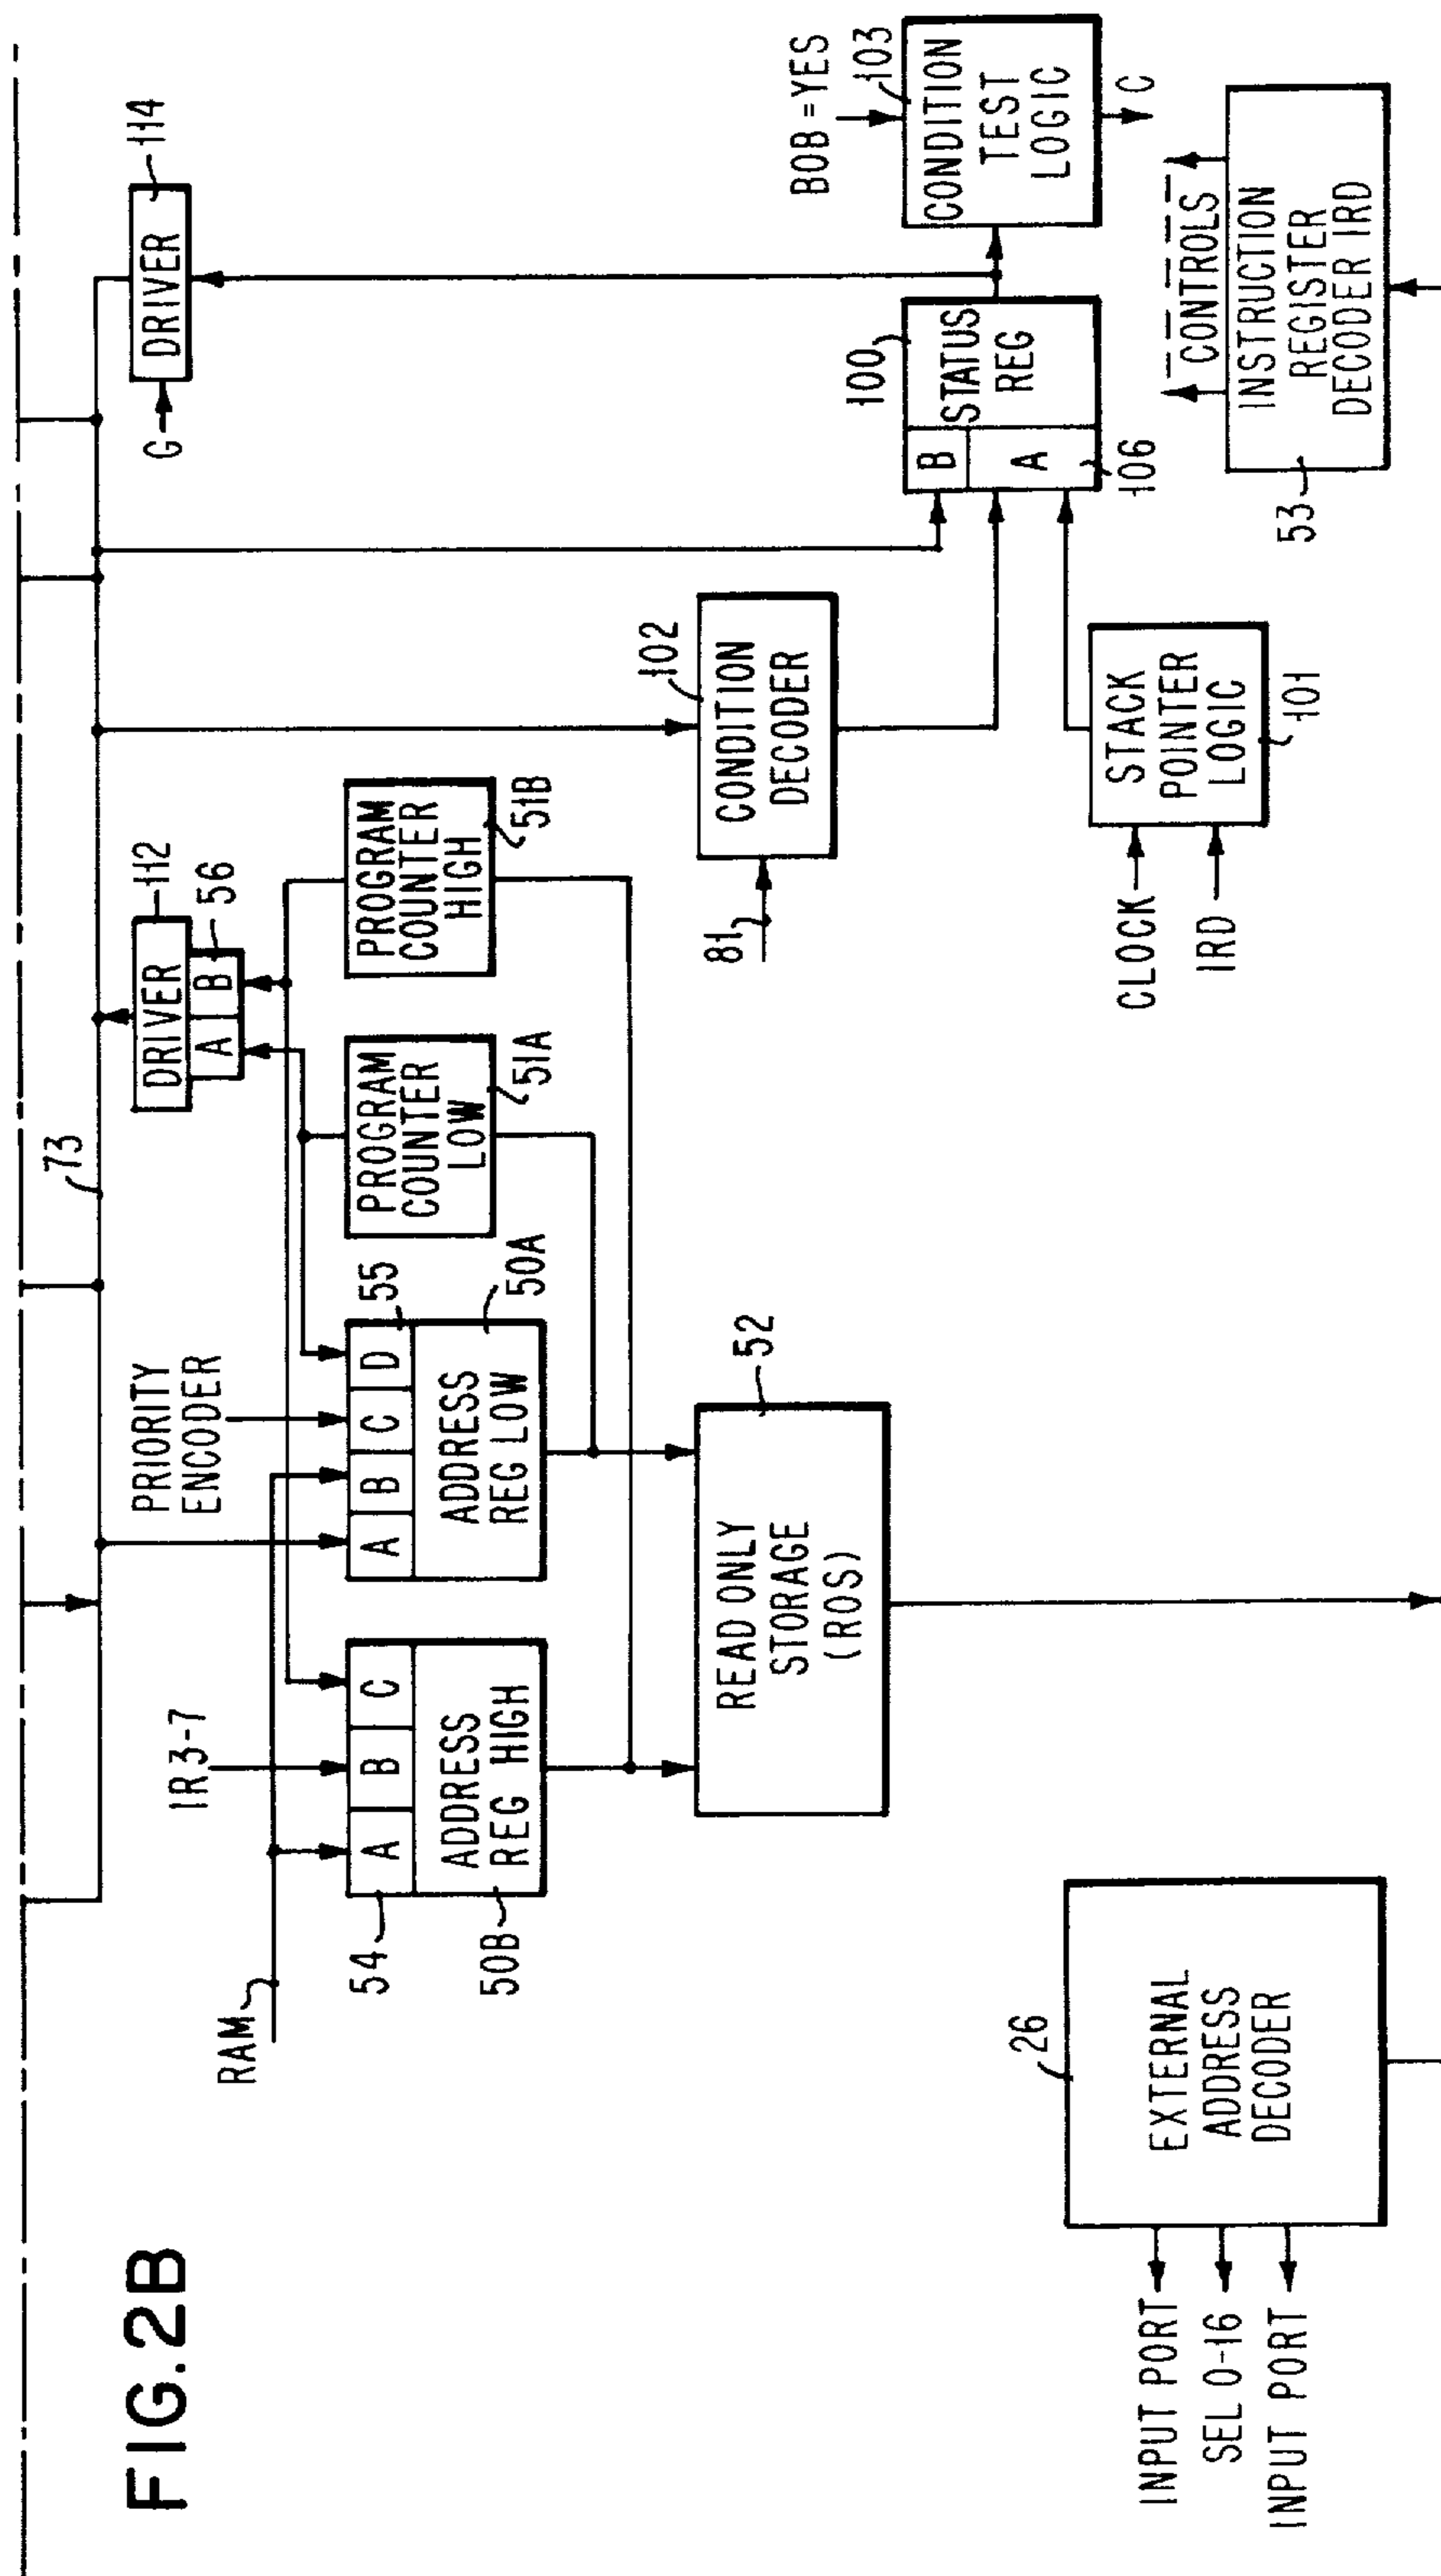 FIG.2B
73
114
DRIVER
G
112
DRIVER
A B
56
PRIORITY
ENCODER
RAM
IR3-7
A B C
54
ADDRESS
REG HIGH
50B
A B C D
55
ADDRESS
REG LOW
50A
PROGRAM
COUNTER
LOW
51A
PROGRAM
COUNTER
HIGH
51B
READ ONLY
STORAGE
(ROS)
52
81
CONDITION
DECODER
102
CLOCK
IRD
STACK
POINTER
LOGIC
101
B
A
106
STATUS
REG
100
BOB = YES
CONDITION
TEST
LOGIC
103
C
CONTROLS
INSTRUCTION
REGISTER
DECODER IRD
53
EXTERNAL
ADDRESS
DECODER
26
INPUT PORT
SEL 0-16
INPUT PORT